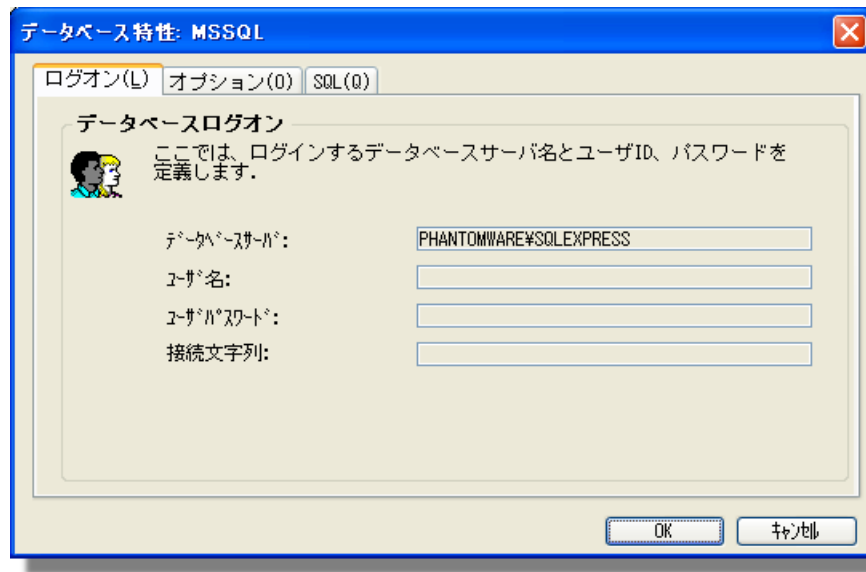 データベース特性: MSSQL
ログオン(L) オプション(O) SQL(Q)
データベースログオン
ここでは、ログインするデータベースサーバ名とユーザID、パスワードを
定義します.
ﾃﾞｰﾀﾍﾞｰｽｻｰﾊﾞ: PHANTOMWARE¥SQLEXPRESS
ﾕｰｻﾞ名:
ﾕｰｻﾞﾊﾟｽﾜｰﾄﾞ:
接続文字列:
OK ｷｬﾝｾﾙ